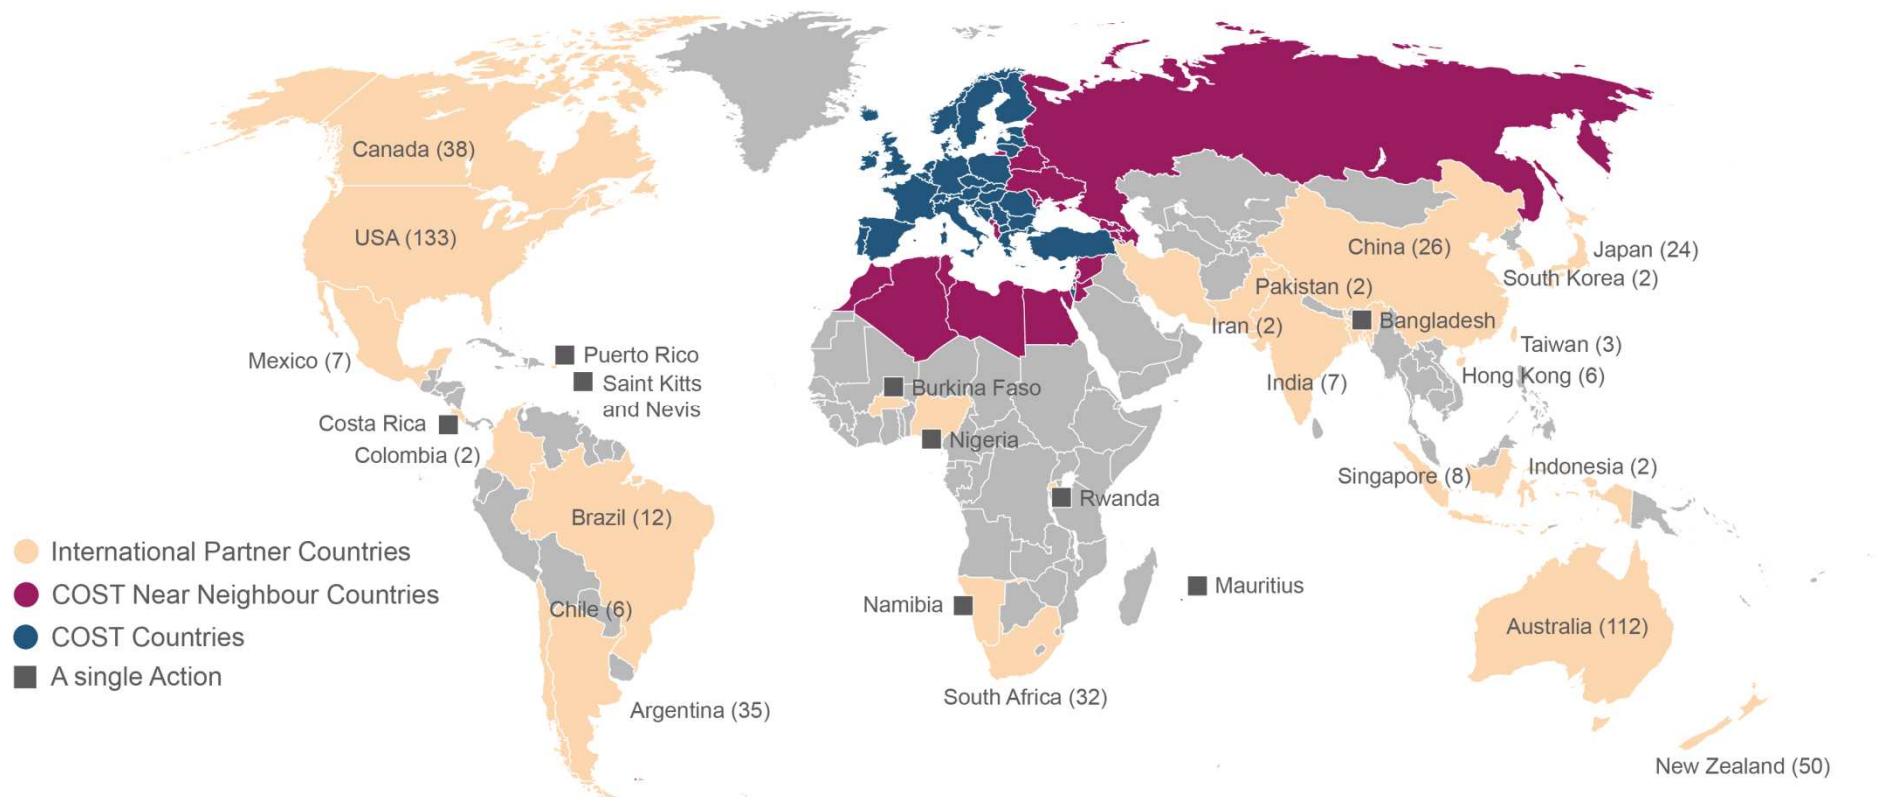 Canada (38)
USA (133)
Mexico (7)
Puerto Rico
Saint Kitts
and Nevis
Costa Rica
Colombia (2)
Brazil (12)
Chile (6)
Argentina (35)
International Partner Countries
COST Near Neighbour Countries
COST Countries
A single Action
Burkina Faso
Nigeria
Rwanda
Mauritius
Namibia
South Africa (32)
China (26)
Japan (24)
South Korea (2)
Pakistan (2)
Iran (2)
Bangladesh
Taiwan (3)
Hong Kong (6)
India (7)
Singapore (8)
Indonesia (2)
Australia (112)
New Zealand (50)